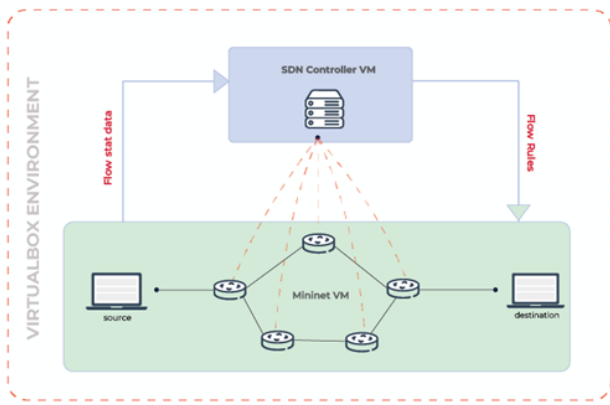 VIRTUALBOX ENVIRONMENT
SDN Controller VM
Flow stat data
Flow Rules
Mininet VM
source
destination